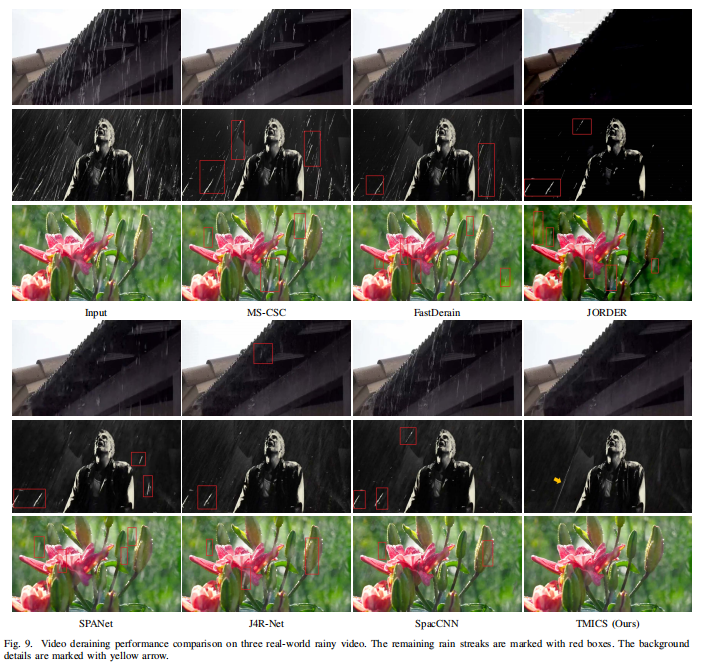 Input
MS-CSC
FastDerain
JORDER
SPANet
J4R-Net
SpacCNN
TMICS (Ours)
Fig. 9. Video deraining performance comparison on three real-world rainy video. The remaining rain streaks are marked with red boxes. The background
details are marked with yellow arrow.